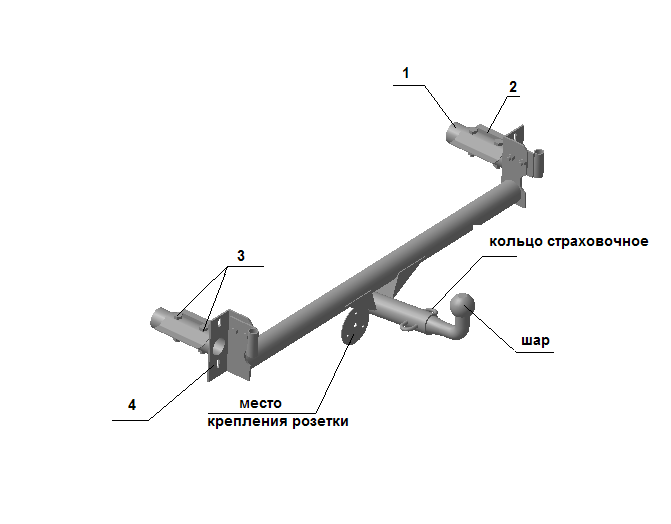 1
2
кольцо страховочное
3
шар
4
место
крепления розетки